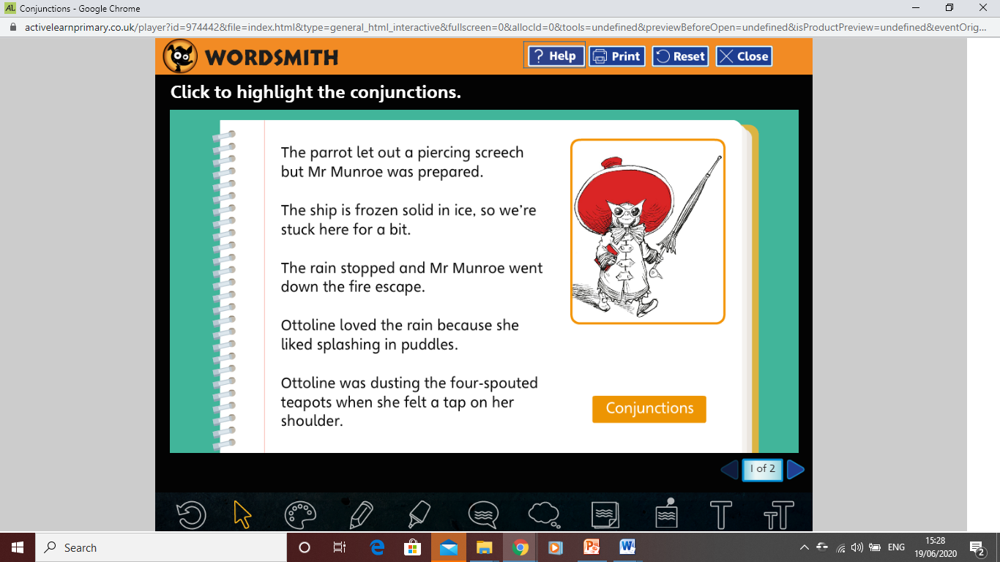 AL Conjunctions - Google Chrome
activelearnprimary.co.uk/player?id=974442&file=index.html&type=general_html_interactive&fullscreen=0&allocId=0&tools=undefined&previewBeforeOpen=undefined&isProductPreview=undefined&eventOrig...
WORDSMITH
? Help
Print
Reset
Close
Click to highlight the conjunctions.
The parrot let out a piercing screech
but Mr Munroe was prepared.
The ship is frozen solid in ice, so we're
stuck here for a bit.
The rain stopped and Mr Munroe went
down the fire escape.
Ottoline loved the rain because she
liked splashing in puddles.
Ottoline was dusting the four-spouted
teapots when she felt a tap on her
shoulder.
Conjunctions
1 of 2
T
TT
Search
ENG
15:28
19/06/2020
2